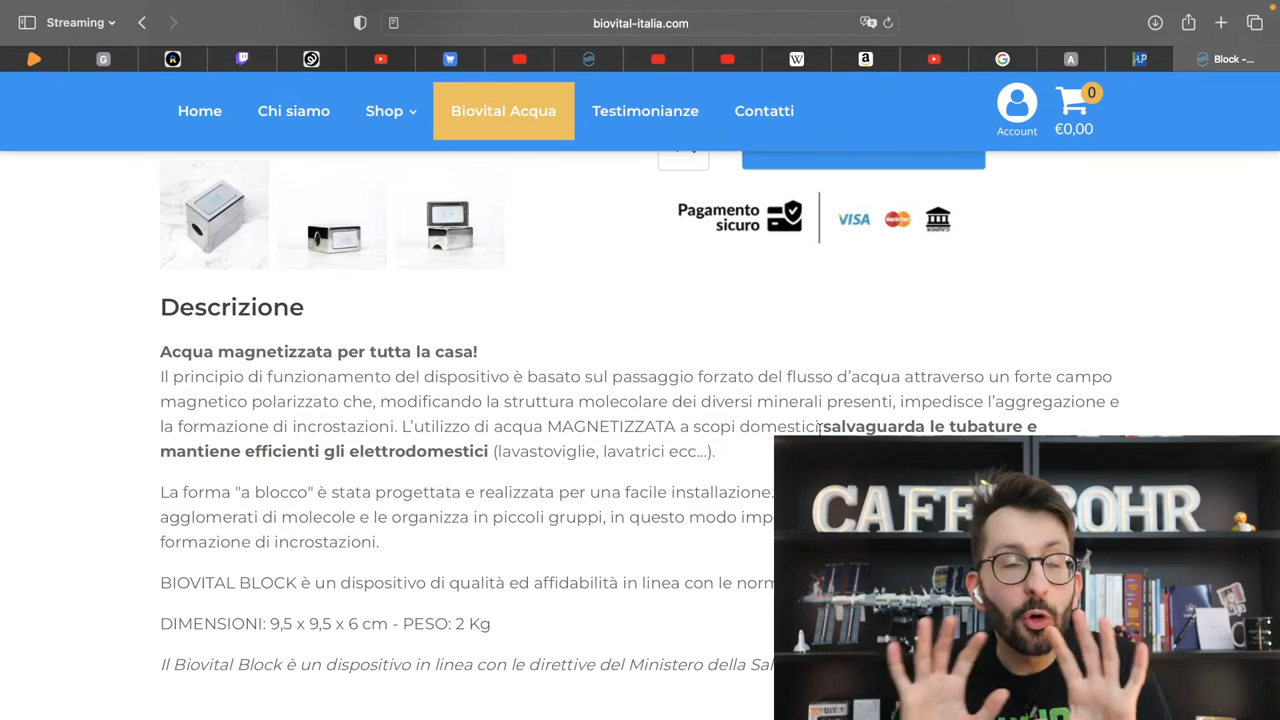 Streaming
biovital-italia.com
Block -...
Home
Chi siamo
Shop
Biovital Acqua
Testimonianze
Contatti
Account
0
€0,00
Pagamento
sicuro
VISA
Descrizione
Acqua magnetizzata per tutta la casa!
Il principio di funzionamento del dispositivo è basato sul passaggio forzato del flusso d'acqua attraverso un forte campo
magnetico polarizzato che, modificando la struttura molecolare dei diversi minerali presenti, impedisce l'aggregazione e
la formazione di incrostazioni. L'utilizzo di acqua MAGNETIZZATA a scopi domestici salvaguarda le tubature e
mantiene efficienti gli elettrodomestici (lavastoviglie, lavatrici ecc...).
La forma "a blocco" è stata progettata e realizzata per una facile installazione.
agglomerati di molecole e le organizza in piccoli gruppi, in questo modo imp
formazione di incrostazioni.
BIOVITAL BLOCK è un dispositivo di qualità ed affidabilità in linea con le norm
DIMENSIONI: 9,5 x 9,5 x 6 cm - PESO: 2 Kg
Il Biovital Block è un dispositivo in linea con le direttive del Ministero della Sal
CAFF BOHR